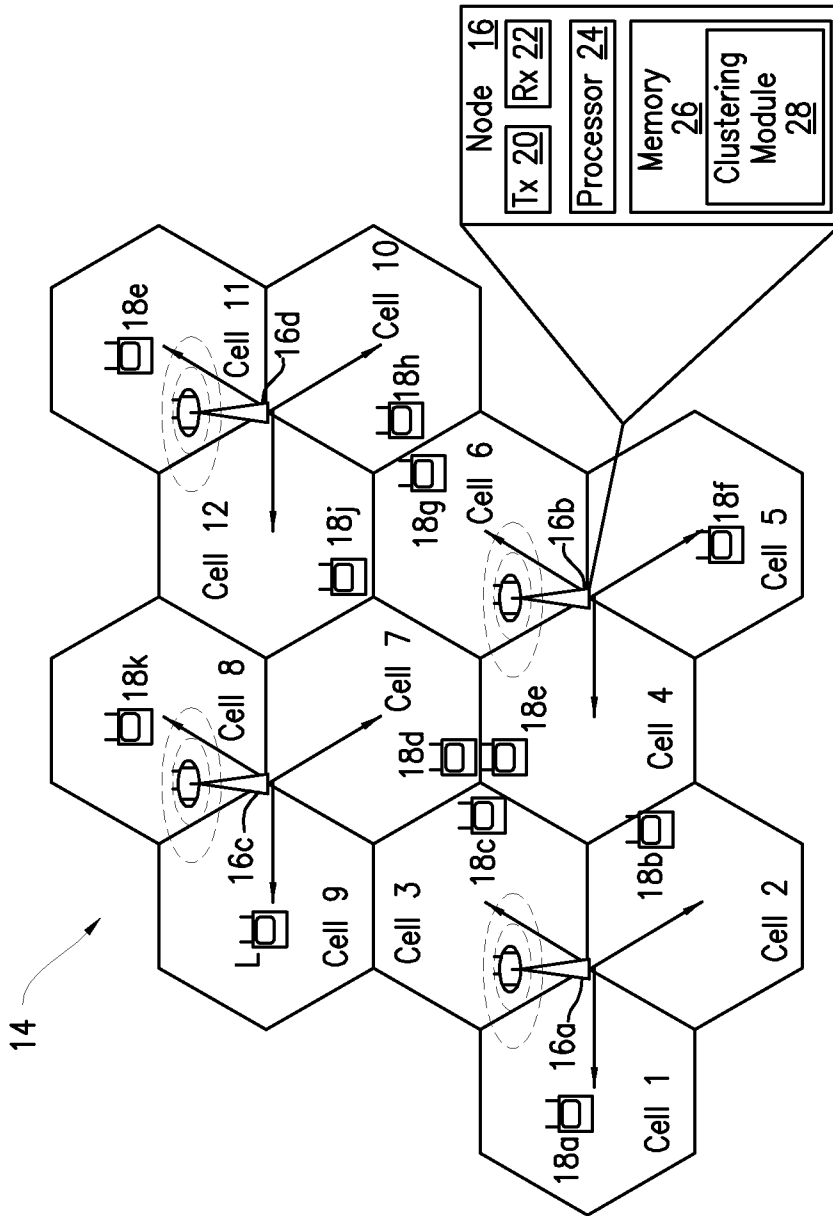 14
18e
Cell 11
16d
Cell 10
18h
Cell 12
18j
18g
Cell 6
16b
18k
Cell 8
16c
Cell 7
18d
18e
Cell 4
18f
Cell 5
L
Cell 9
Cell 3
18c
18b
16a
Cell 2
18a
Cell 1
Node 16
Tx 20
Rx 22
Processor 24
Memory
26
Clustering
Module
28